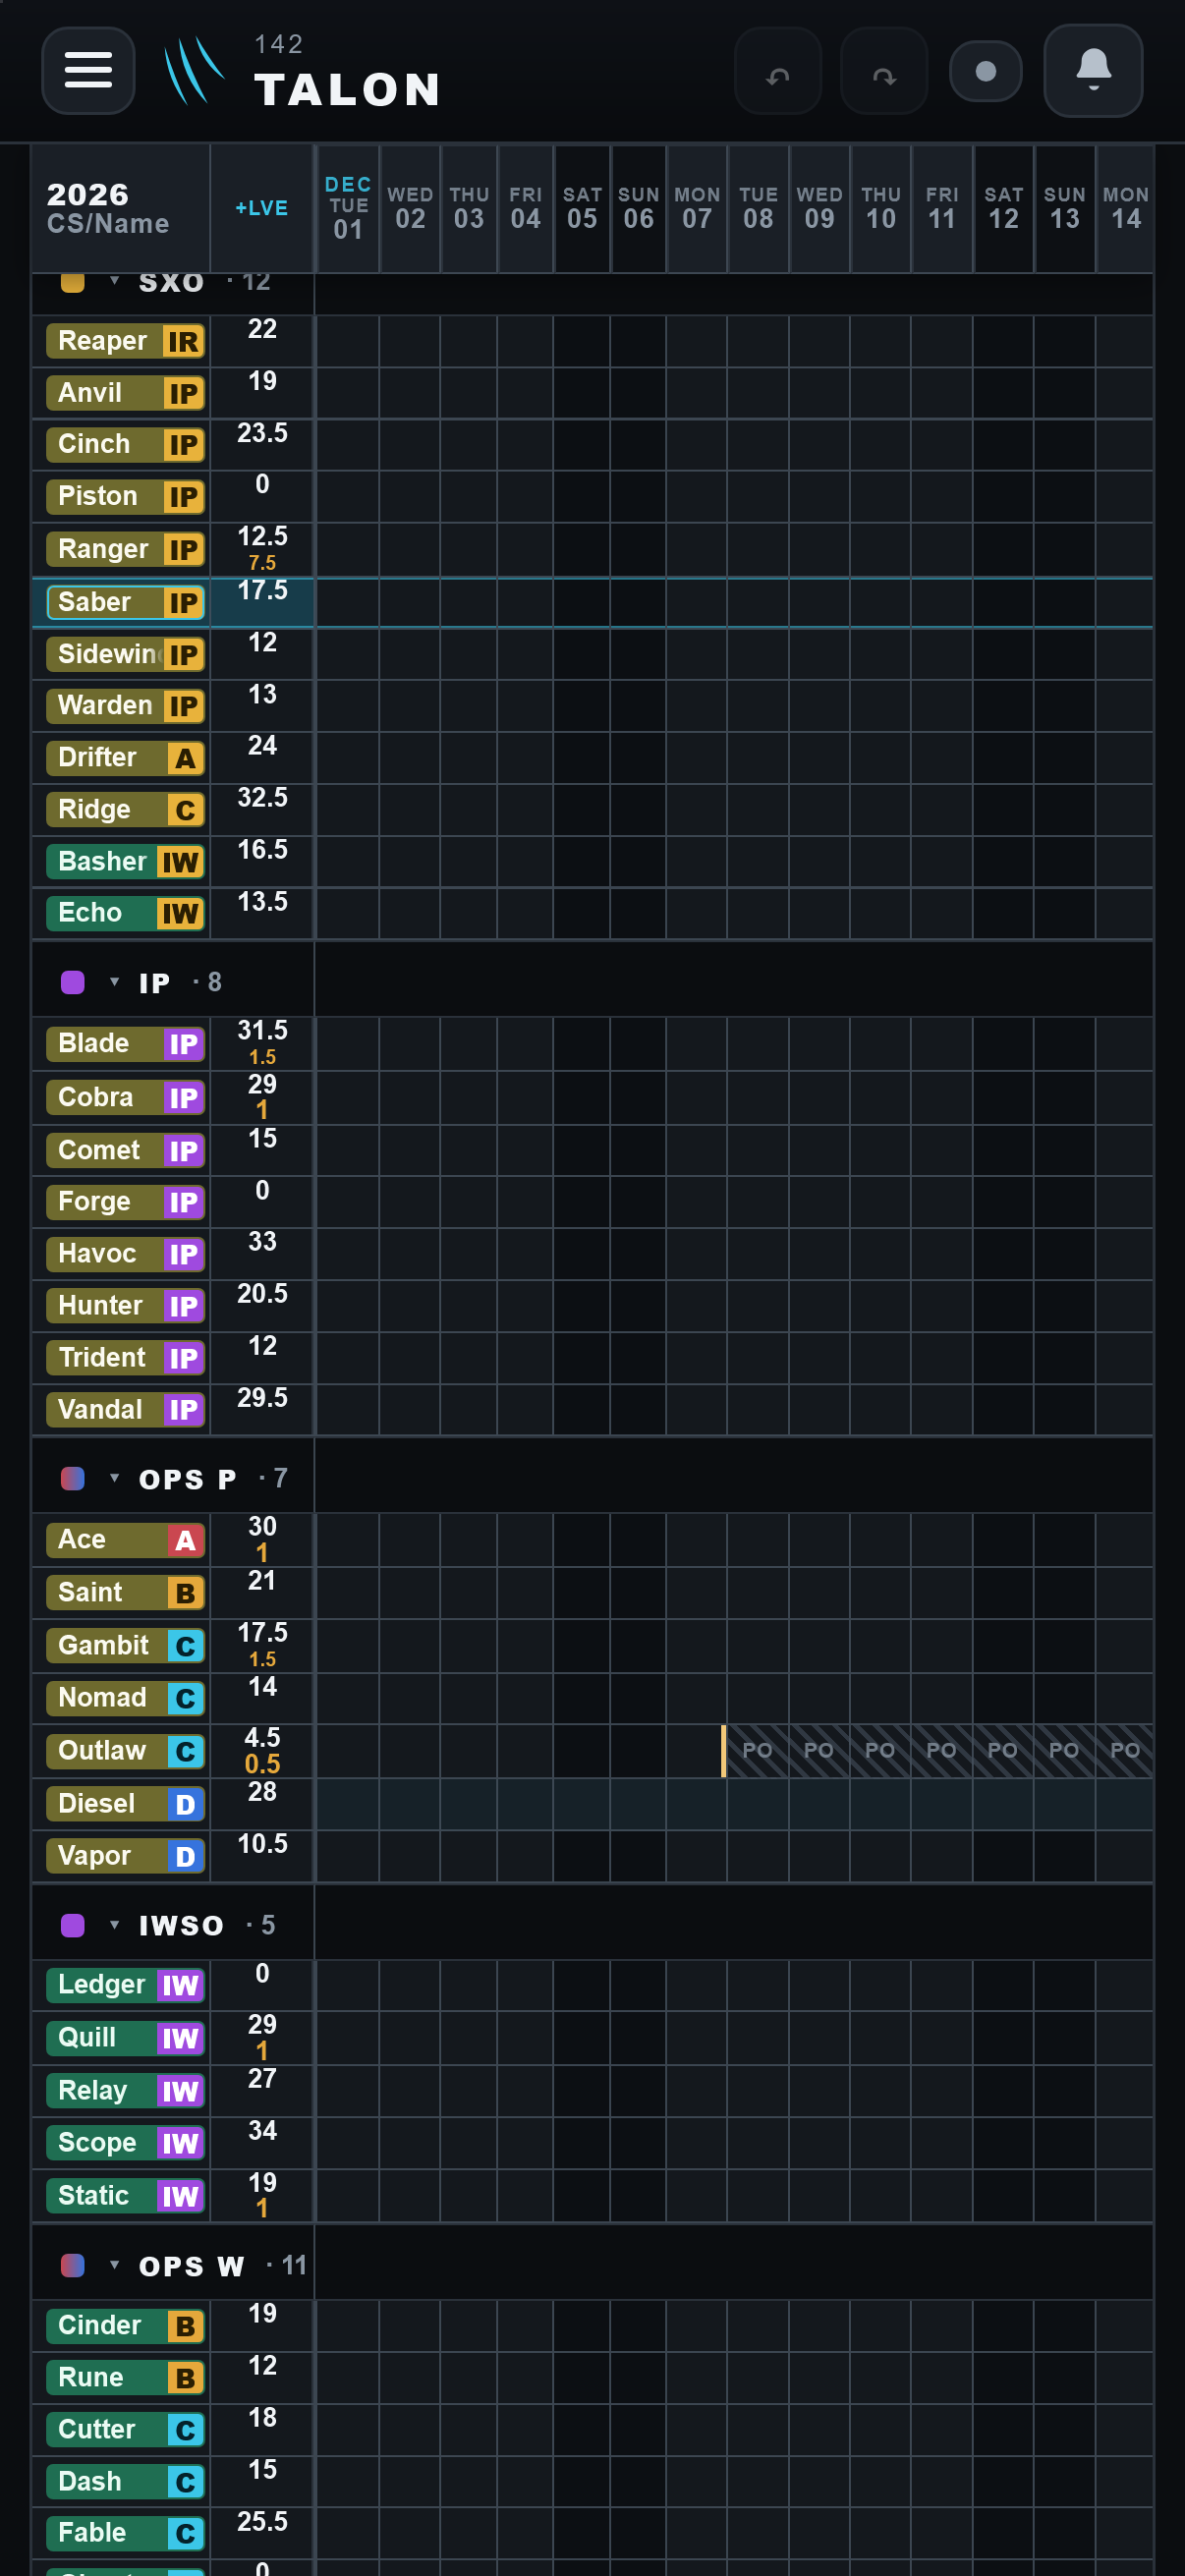 142
TALON
2026
CS/Name
+LVE
DEC
TUE WED THU FRI SAT SUN MON TUE WED THU FRI SAT SUN MON
01 02 03 04 05 06 07 08 09 10 11 12 13 14
SXO · 12
Reaper IR 22
Anvil IP 19
Cinch IP 23.5
Piston IP 0
Ranger IP 12.5
7.5
Saber IP 17.5
Sidewin IP 12
Warden IP 13
Drifter A 24
Ridge C 32.5
Basher IW 16.5
Echo IW 13.5
IP · 8
Blade IP 31.5
1.5
Cobra IP 29
1
Comet IP 15
Forge IP 0
Havoc IP 33
Hunter IP 20.5
Trident IP 12
Vandal IP 29.5
OPS P · 7
Ace A 30
1
Saint B 21
Gambit C 17.5
1.5
Nomad C 14
Outlaw C 4.5 PO PO PO PO PO PO PO
0.5
Diesel D 28
Vapor D 10.5
IWSO · 5
Ledger IW 0
Quill IW 29
1
Relay IW 27
Scope IW 34
Static IW 19
1
OPS W · 11
Cinder B 19
Rune B 12
Cutter C 18
Dash C 15
Fable C 25.5
0